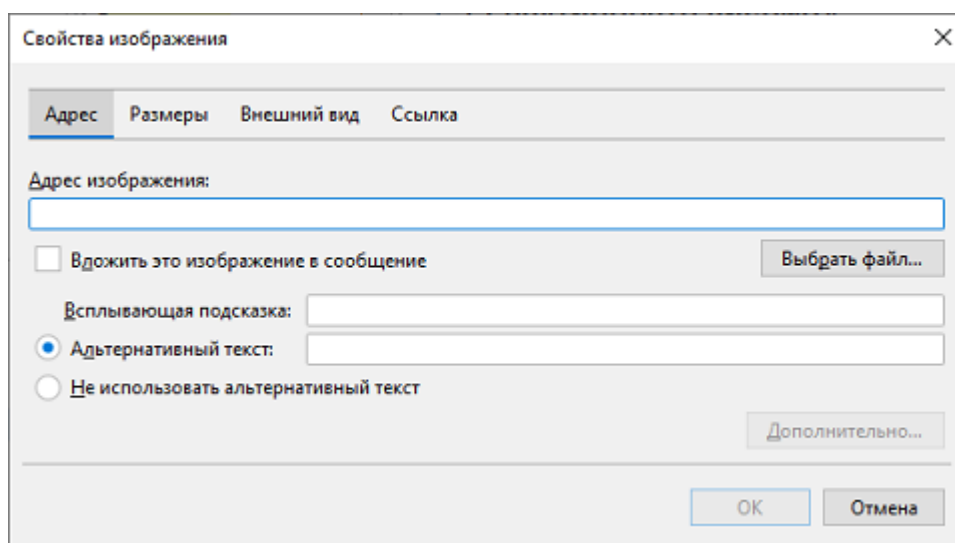 Свойства изображения
Адрес Размеры Внешний вид Ссылка
Адрес изображения:
Вложить это изображение в сообщение Выбрать файл...
Всплывающая подсказка:
Альтернативный текст:
Не использовать альтернативный текст
Дополнительно...
ОК Отмена